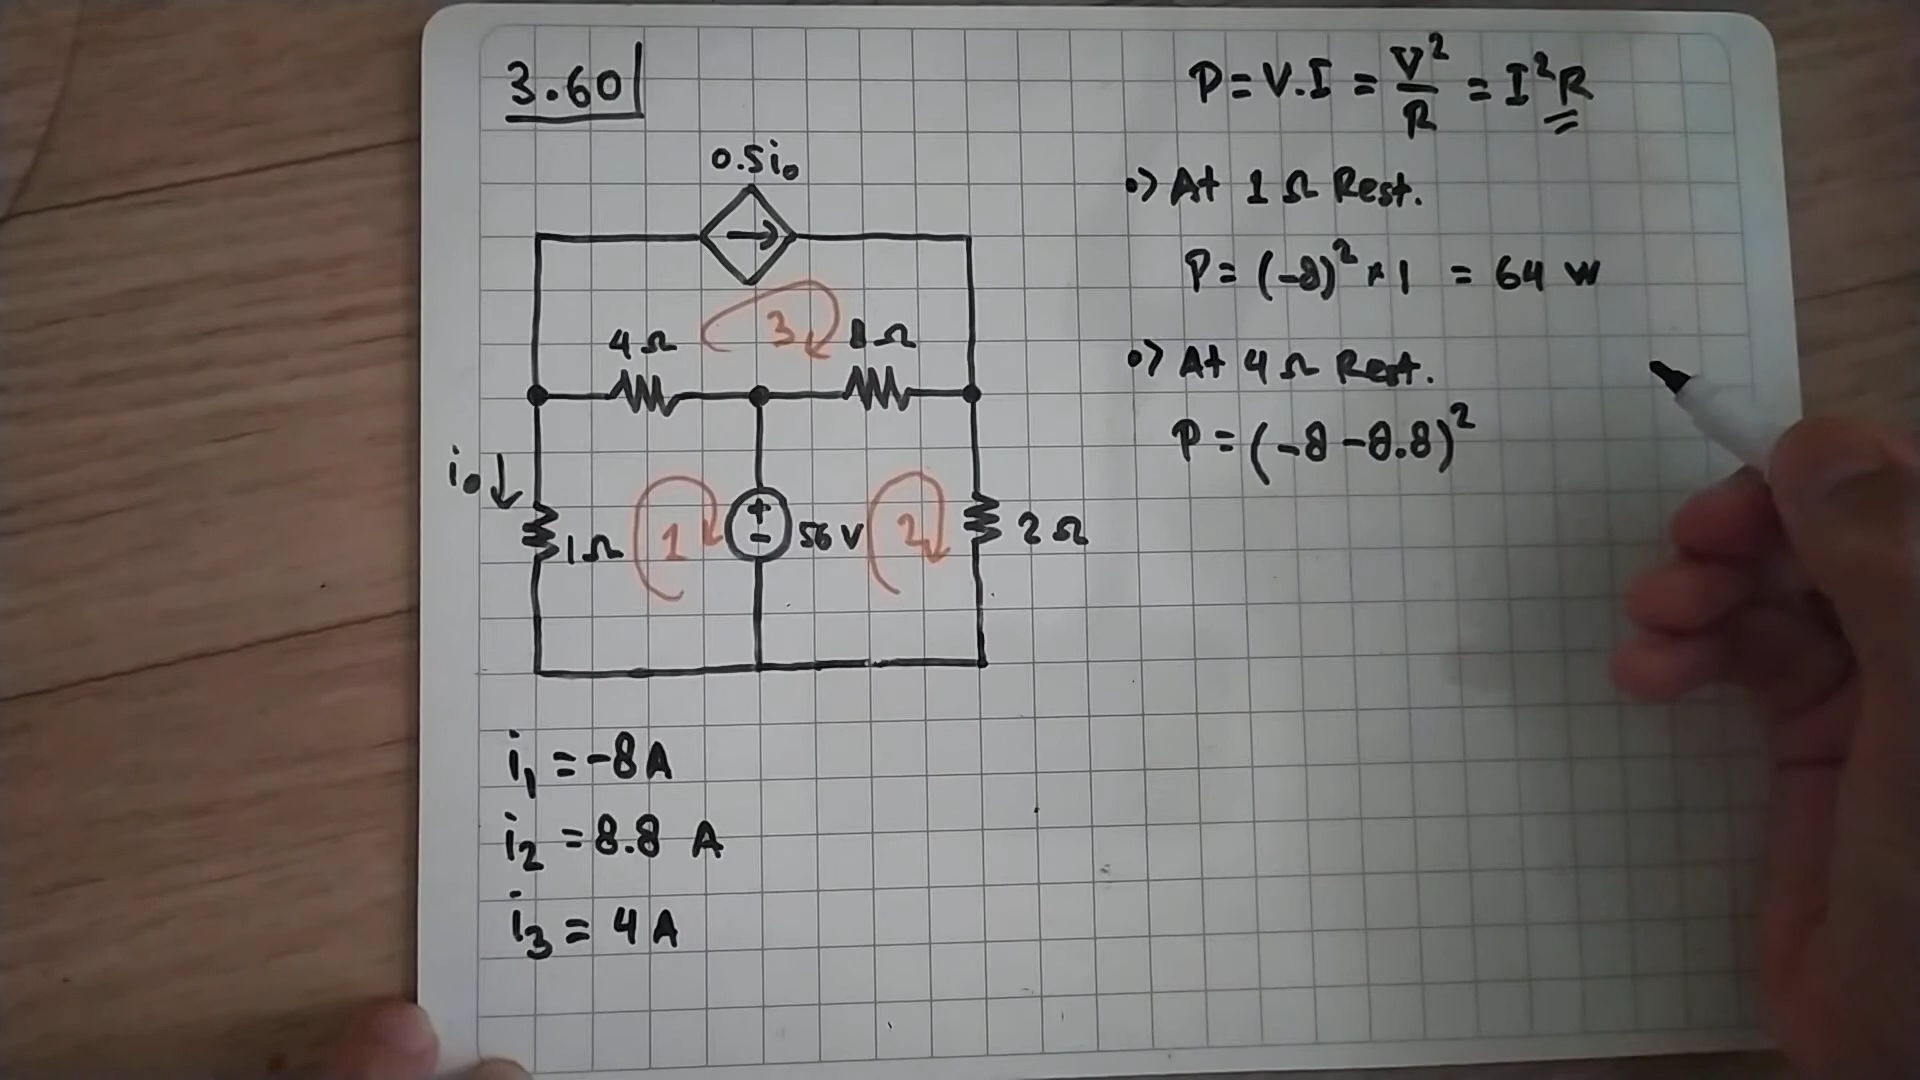 3.60
0.5i₀
4Ω
3
8Ω
i₀
1Ω
1
+
-
56 V
2
2Ω
i₁ = -8 A
i₂ = 8.8 A
i₃ = 4 A
P = V.I = V²/R = I²R
•> At 1 Ω Rest.
P = (-8)² * 1 = 64 W
•> At 4 Ω Rest.
P = (-8 - 8.8)²